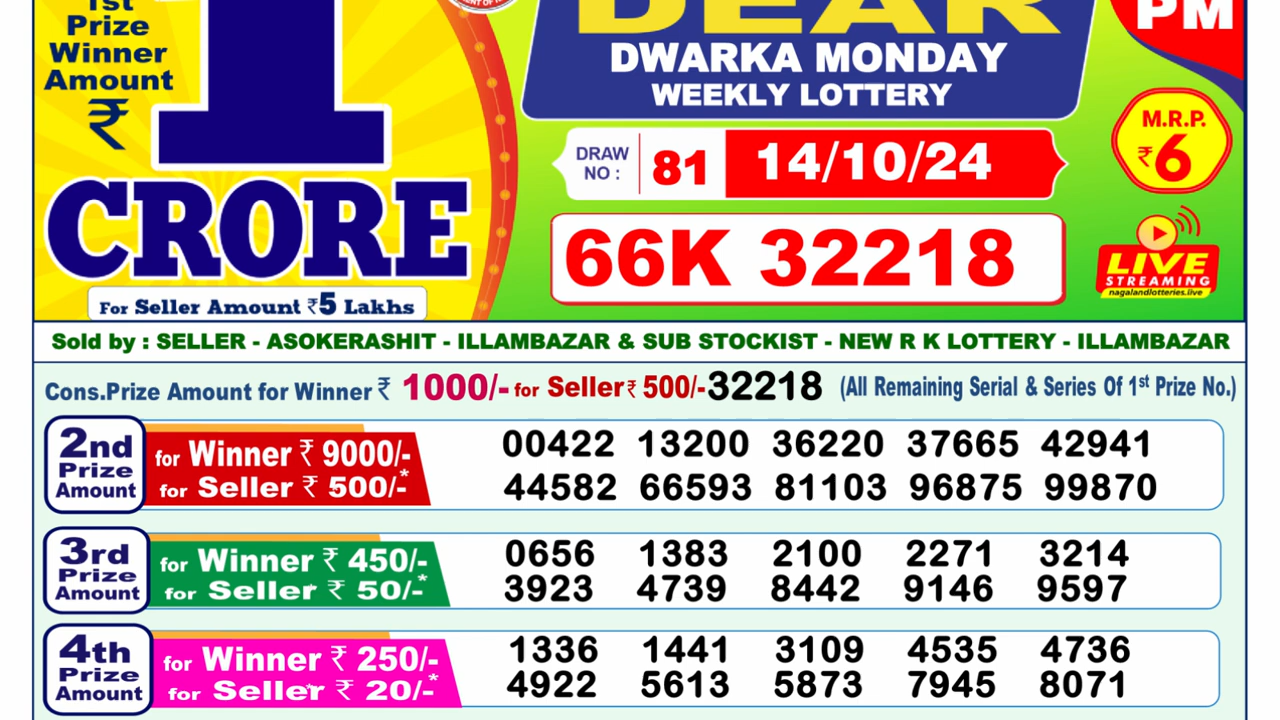 1st
Prize
Winner
Amount
₹
1
CRORE
For Seller Amount ₹5 Lakhs
DEAR
DWARKA MONDAY
WEEKLY LOTTERY
PM
DRAW NO : 81 14/10/24
M.R.P.
₹6
66K 32218
LIVE
STREAMING
nagalandlotteries.live
Sold by : SELLER - ASOKERASHIT - ILLAMBAZAR & SUB STOCKIST - NEW R K LOTTERY - ILLAMBAZAR
Cons.Prize Amount for Winner ₹ 1000/- for Seller ₹ 500/- 32218 (All Remaining Serial & Series Of 1st Prize No.)
2nd
Prize
Amount
for Winner ₹ 9000/-
for Seller ₹ 500/-*
00422 13200 36220 37665 42941
44582 66593 81103 96875 99870
3rd
Prize
Amount
for Winner ₹ 450/-
for Seller ₹ 50/-*
0656 1383 2100 2271 3214
3923 4739 8442 9146 9597
4th
Prize
Amount
for Winner ₹ 250/-
for Seller ₹ 20/-*
1336 1441 3109 4535 4736
4922 5613 5873 7945 8071